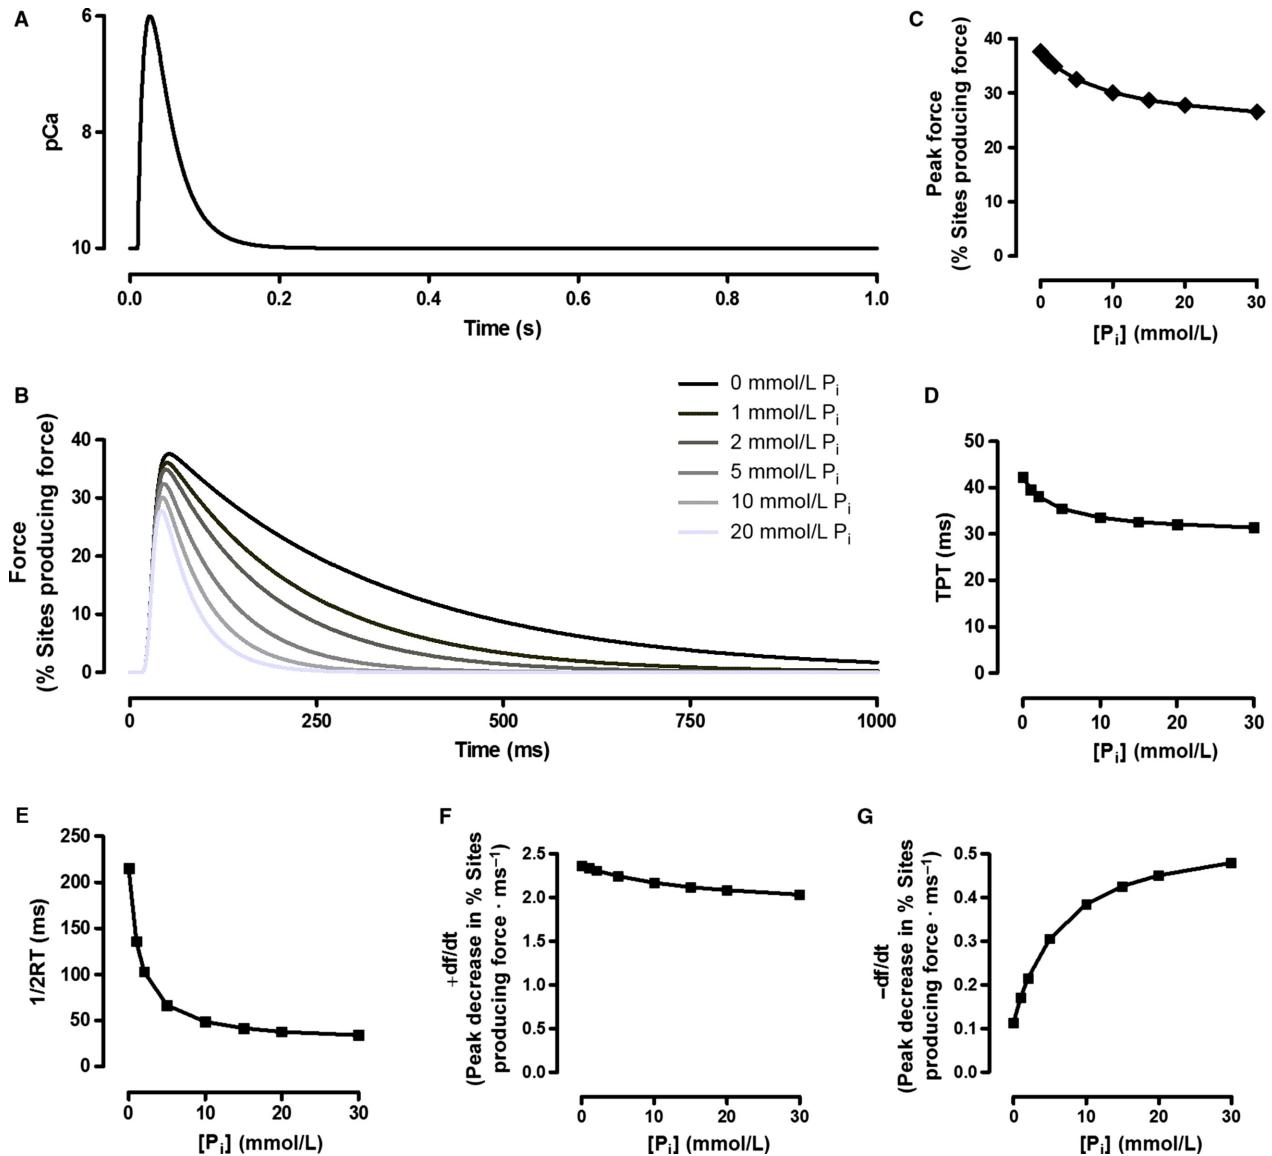 A
pCa
6
8
10
0.0 0.2 0.4 0.6 0.8 1.0
Time (s)
B
Force
(% Sites producing force)
40
30
20
10
0
0 250 500 750 1000
Time (ms)
0 mmol/L Pi
1 mmol/L Pi
2 mmol/L Pi
5 mmol/L Pi
10 mmol/L Pi
20 mmol/L Pi
C
Peak force
(% Sites producing force)
40
30
20
10
0
0 10 20 30
[Pi] (mmol/L)
D
TPT (ms)
50
40
30
20
10
0
0 10 20 30
[Pi] (mmol/L)
E
1/2RT (ms)
250
200
150
100
50
0
0 10 20 30
[Pi] (mmol/L)
F
+df/dt
(Peak decrease in % Sites
producing force · ms−1)
2.5
2.0
1.5
1.0
0.5
0.0
0 10 20 30
[Pi] (mmol/L)
G
−df/dt
(Peak decrease in % Sites
producing force · ms−1)
0.5
0.4
0.3
0.2
0.1
0.0
0 10 20 30
[Pi] (mmol/L)